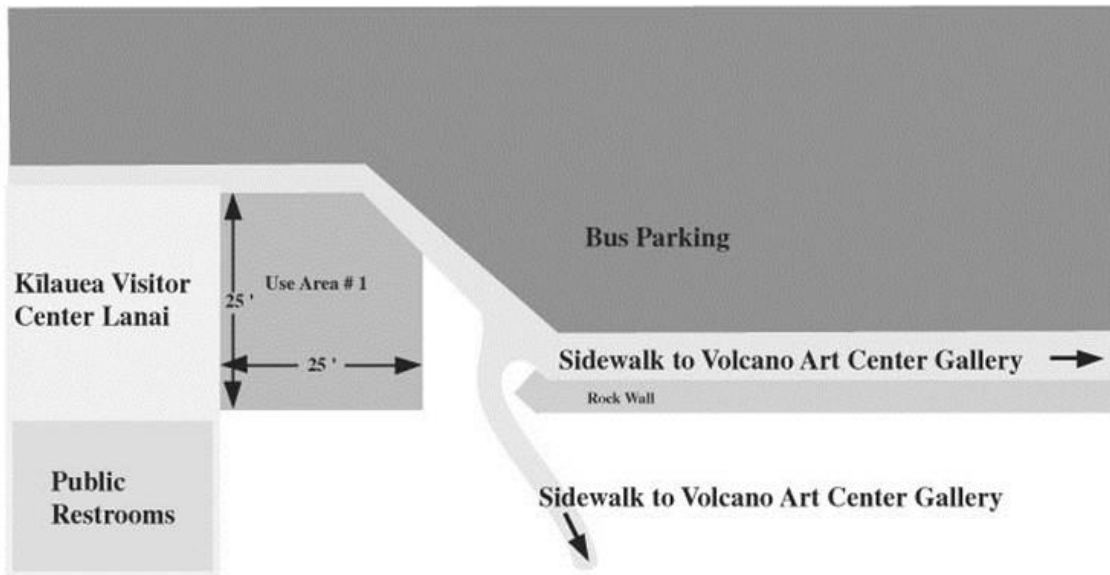 Bus Parking
Kīlauea Visitor
Center Lanai
Use Area # 1
25 '
25 '
Sidewalk to Volcano Art Center Gallery
Rock Wall
Public
Restrooms
Sidewalk to Volcano Art Center Gallery